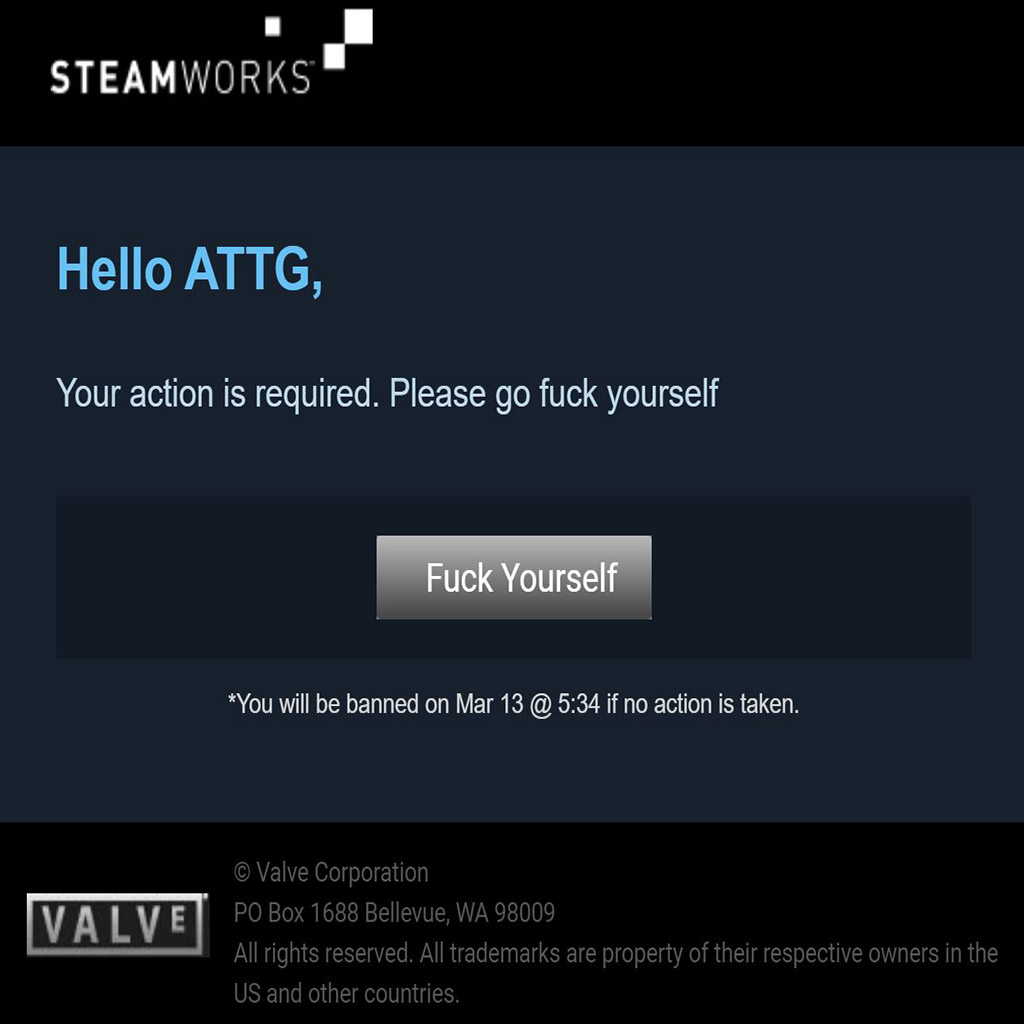 STEAMWORKS™
Hello ATTG,
Your action is required. Please go fuck yourself
Fuck Yourself
*You will be banned on Mar 13 @ 5:34 if no action is taken.
VALVE
© Valve Corporation
PO Box 1688 Bellevue, WA 98009
All rights reserved. All trademarks are property of their respective owners in the
US and other countries.